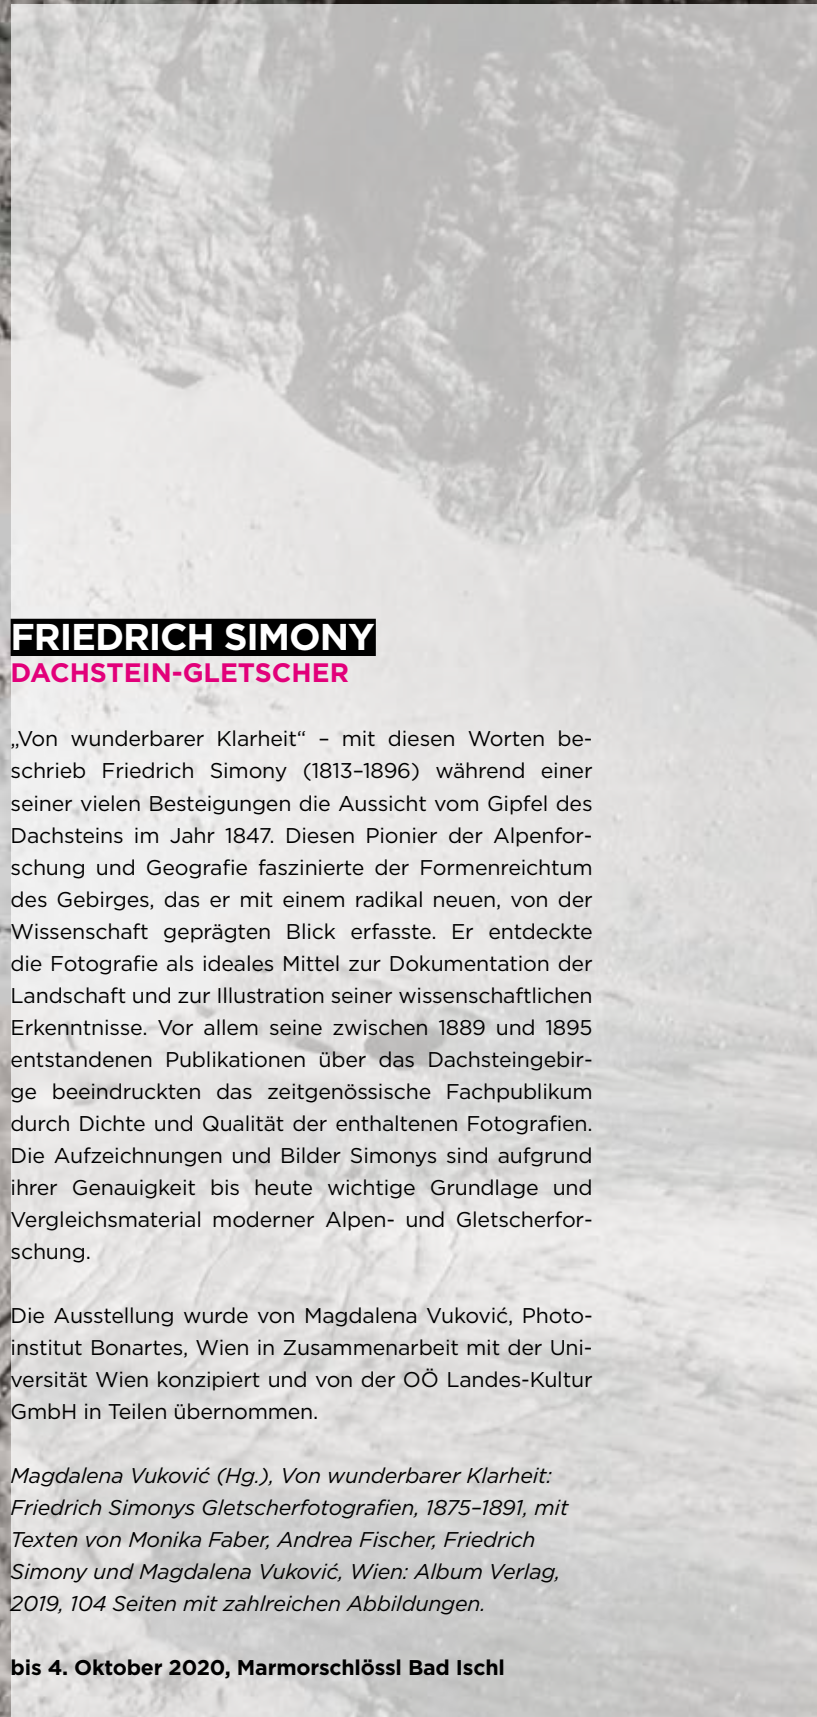 FRIEDRICH SIMONY
DACHSTEIN-GLETSCHER
„Von wunderbarer Klarheit“ – mit diesen Worten be-
schrieb Friedrich Simony (1813–1896) während einer
seiner vielen Besteigungen die Aussicht vom Gipfel des
Dachsteins im Jahr 1847. Diesen Pionier der Alpenfor-
schung und Geografie faszinierte der Formenreichtum
des Gebirges, das er mit einem radikal neuen, von der
Wissenschaft geprägten Blick erfasste. Er entdeckte
die Fotografie als ideales Mittel zur Dokumentation der
Landschaft und zur Illustration seiner wissenschaftlichen
Erkenntnisse. Vor allem seine zwischen 1889 und 1895
entstandenen Publikationen über das Dachsteingebir-
ge beeindruckten das zeitgenössische Fachpublikum
durch Dichte und Qualität der enthaltenen Fotografien.
Die Aufzeichnungen und Bilder Simonys sind aufgrund
ihrer Genauigkeit bis heute wichtige Grundlage und
Vergleichsmaterial moderner Alpen- und Gletscherfor-
schung.
Die Ausstellung wurde von Magdalena Vuković, Photo-
institut Bonartes, Wien in Zusammenarbeit mit der Uni-
versität Wien konzipiert und von der OÖ Landes-Kultur
GmbH in Teilen übernommen.
Magdalena Vuković (Hg.), Von wunderbarer Klarheit:
Friedrich Simonys Gletscherfotografien, 1875–1891, mit
Texten von Monika Faber, Andrea Fischer, Friedrich
Simony und Magdalena Vuković, Wien: Album Verlag,
2019, 104 Seiten mit zahlreichen Abbildungen.
bis 4. Oktober 2020, Marmorschlössl Bad Ischl